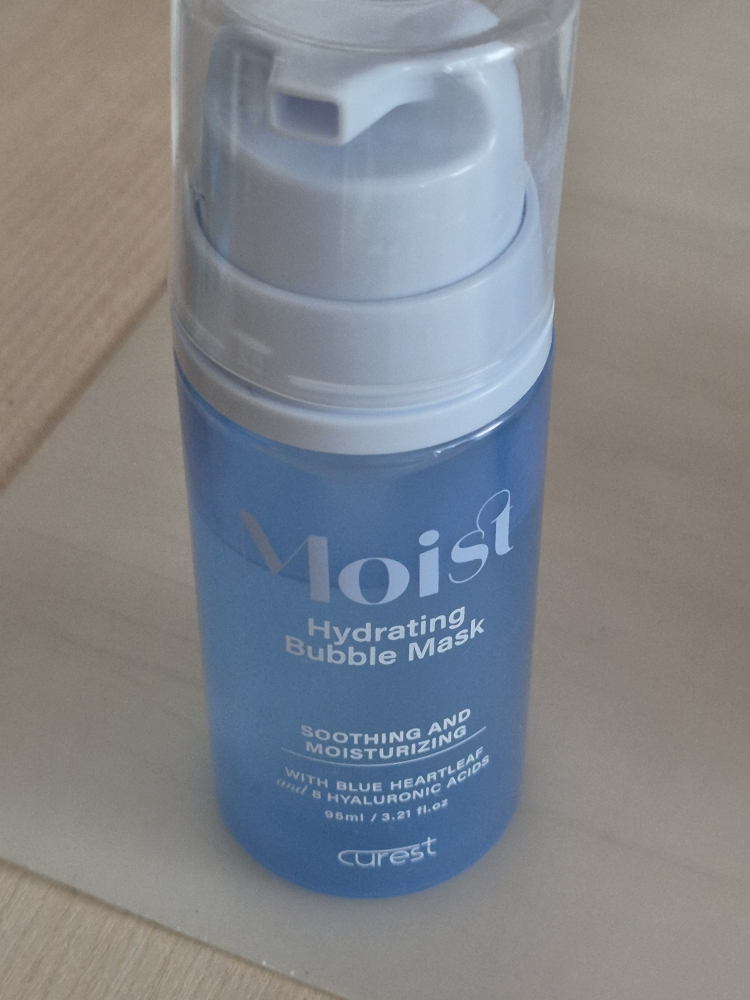 Moist
Hydrating
Bubble Mask
SOOTHING AND
MOISTURIZING
WITH BLUE HEARTLEAF
and 8 HYALURONIC ACIDS
95ml / 3.21 fl.oz
curest